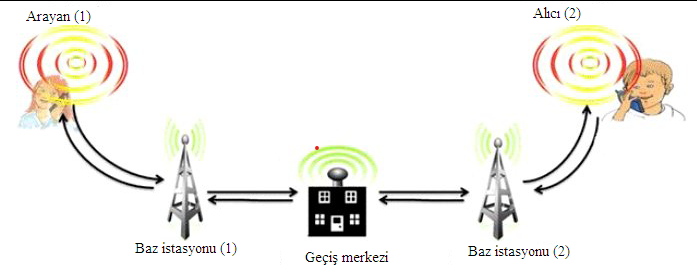 Arayan (1)
Alıcı (2)
Baz istasyonu (1)
Geçiş merkezi
Baz istasyonu (2)